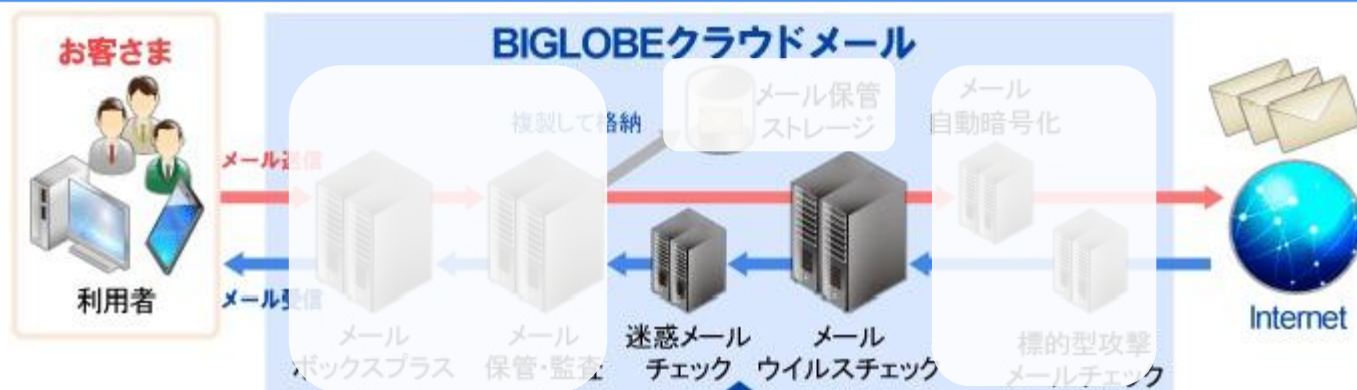 BIGLOBEクラウドメール
お客さま
メール保管
ストレージ
メール
自動暗号化
複製して格納
メール送信
利用者
メール受信
メール
ボックスプラス
メール
保管・監査
迷惑メール
チェック
メール
ウイルスチェック
標的型攻撃
メールチェック
Internet